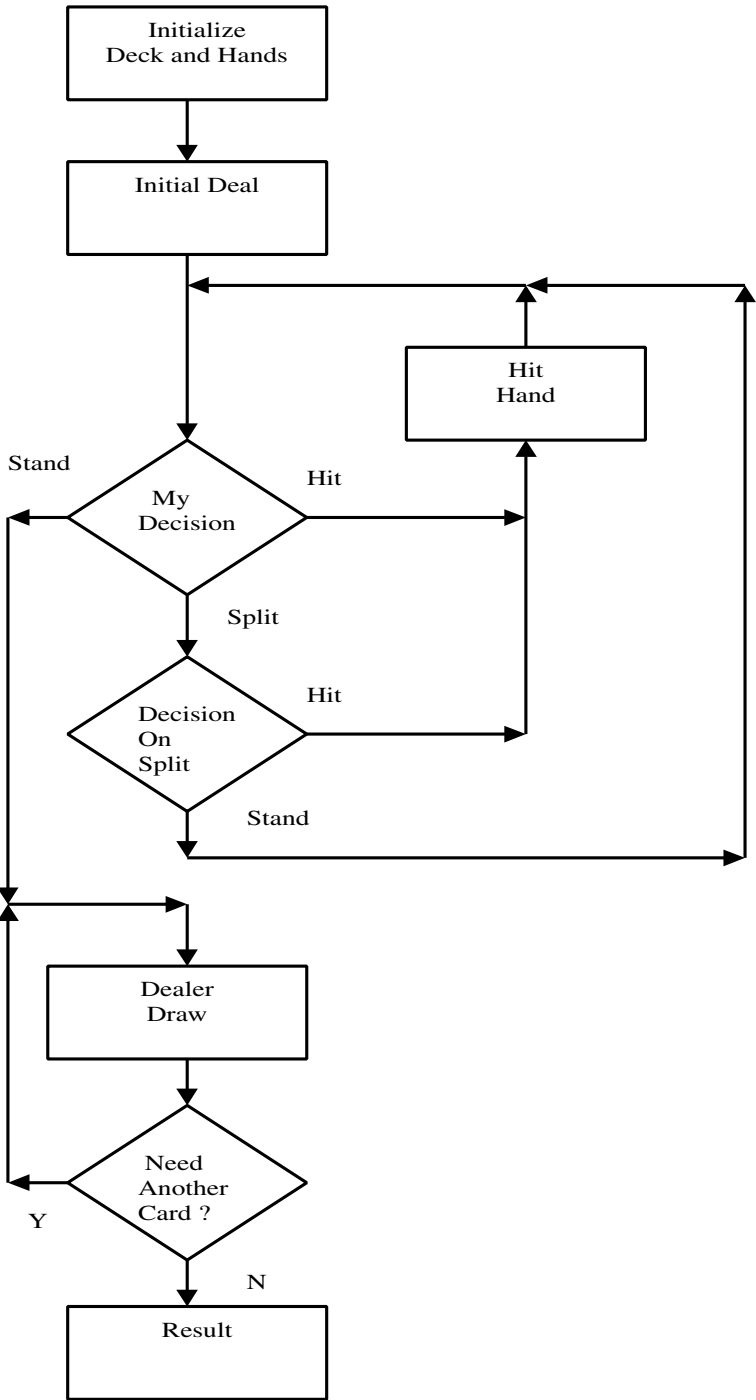 Initialize
Deck and Hands
Initial Deal
Hit
Hand
Stand
Hit
My
Decision
Split
Hit
Decision
On
Split
Stand
Dealer
Draw
Need
Another
Card ?
Y
N
Result